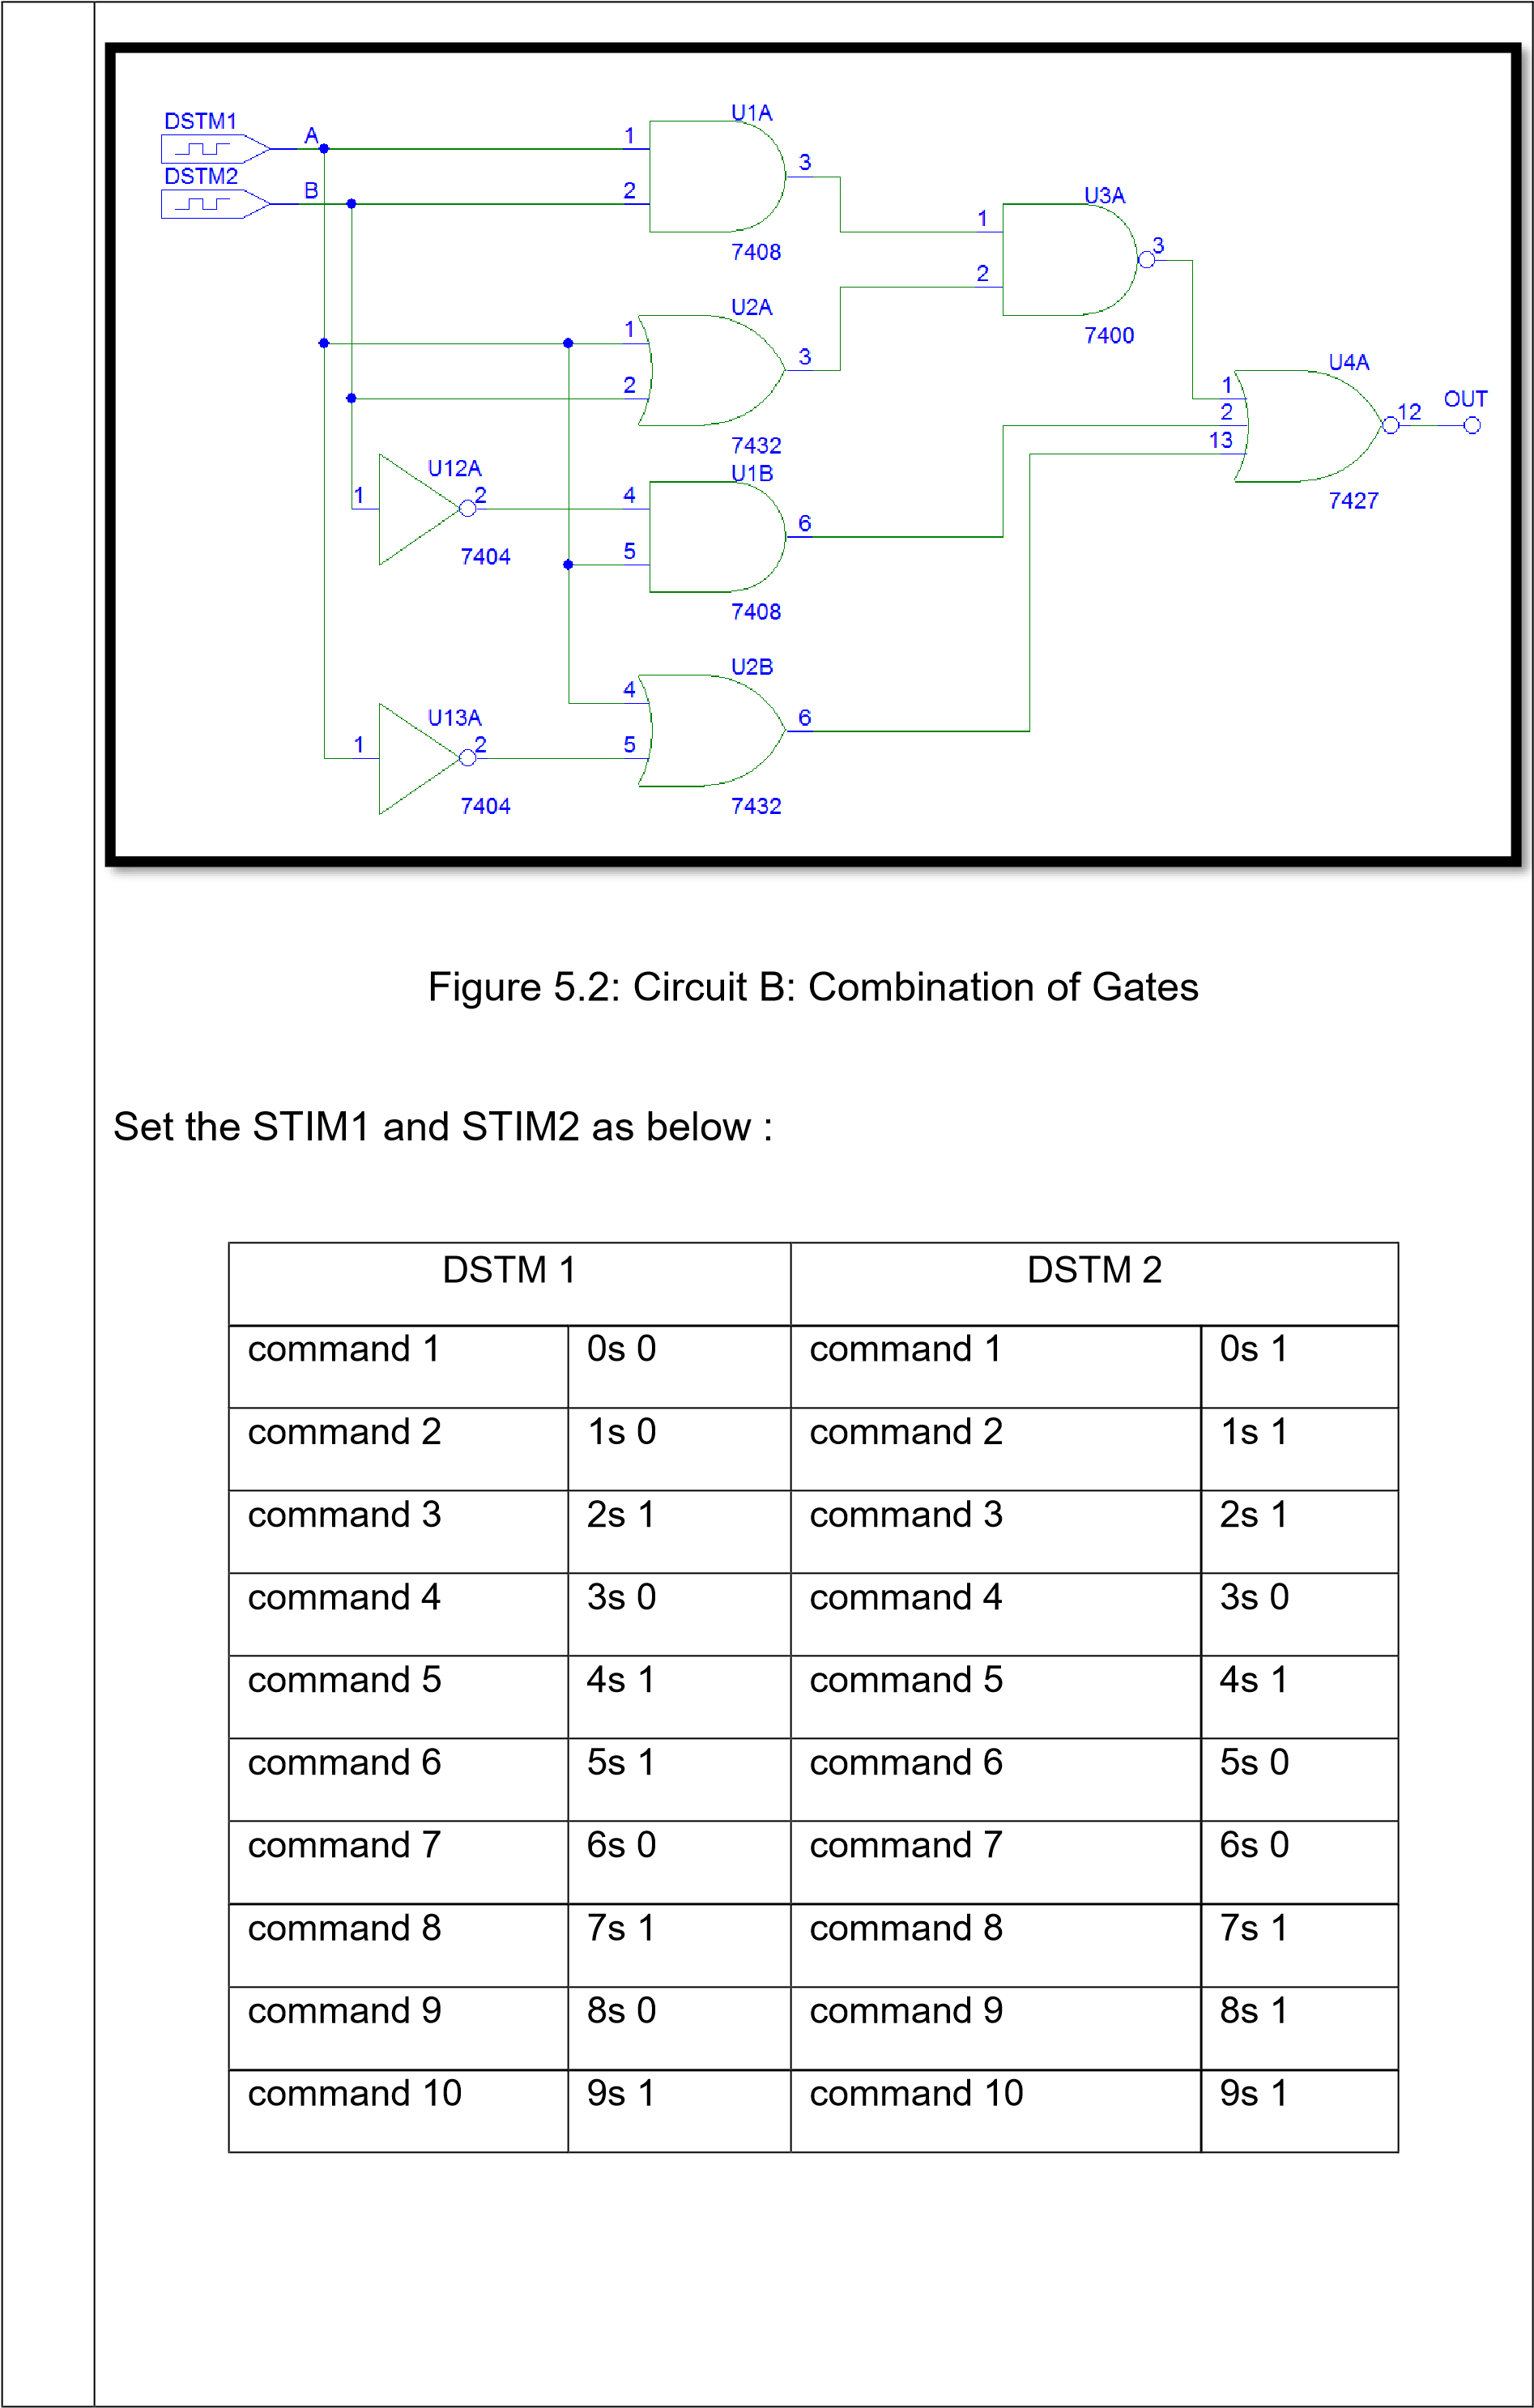 DSTM1
A
DSTM2
B
U1A
1
2
3
7408
U2A
1
2
3
7432
U3A
1
2
3
7400
U4A
1
2
13
12
OUT
7427
U12A
1
2
7404
U1B
4
5
6
7408
U13A
1
2
7404
U2B
4
5
6
7432
Figure 5.2: Circuit B: Combination of Gates
Set the STIM1 and STIM2 as below :
DSTM 1 DSTM 2
command 1 0s 0 command 1 0s 1
command 2 1s 0 command 2 1s 1
command 3 2s 1 command 3 2s 1
command 4 3s 0 command 4 3s 0
command 5 4s 1 command 5 4s 1
command 6 5s 1 command 6 5s 0
command 7 6s 0 command 7 6s 0
command 8 7s 1 command 8 7s 1
command 9 8s 0 command 9 8s 1
command 10 9s 1 command 10 9s 1